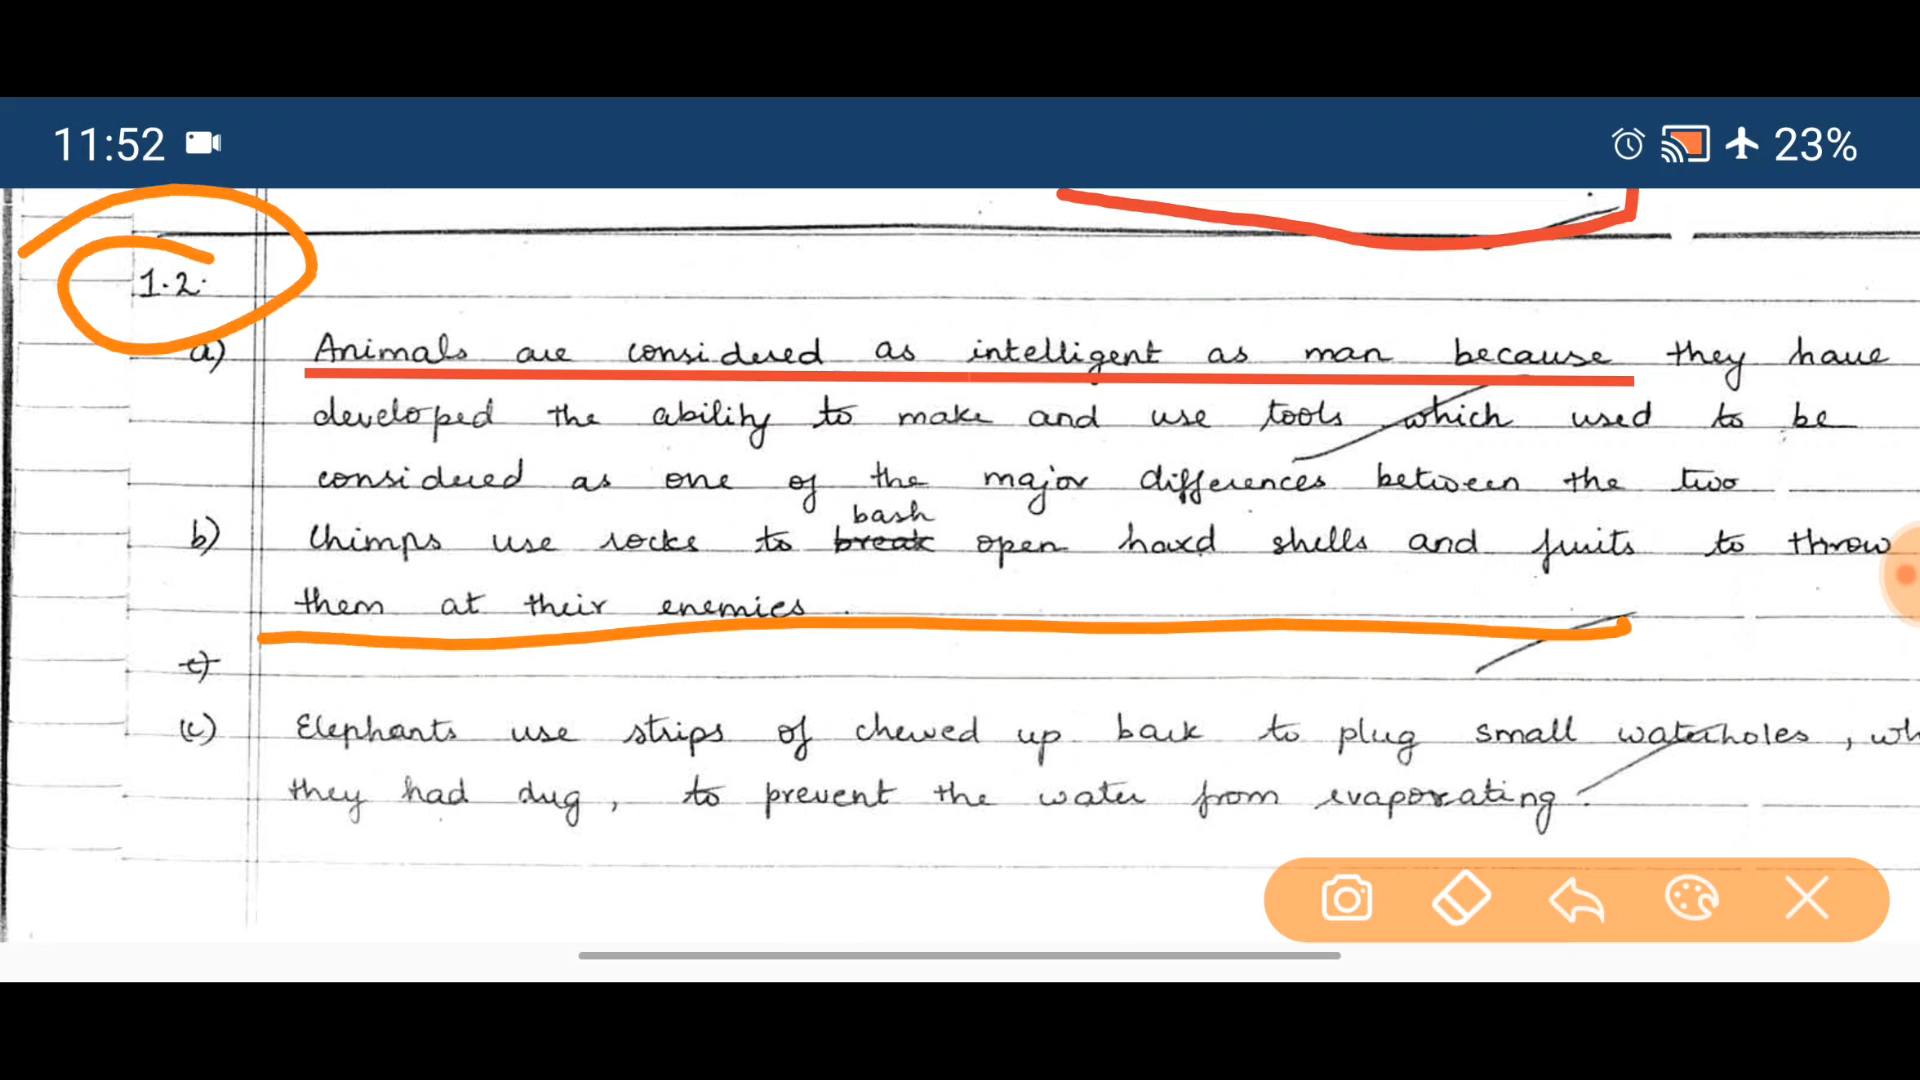 11:52 23%
1.2.
a) Animals are considered as intelligent as man because they have
developed the ability to make and use tools which used to be
considered as one of the major differences between the two
bash
b) Chimps use rocks to break open hard shells and fruits to throw
them at their enemies.
c)
(c) Elephants use strips of chewed up bark to plug small waterholes, wh
they had dug, to prevent the water from evaporating.